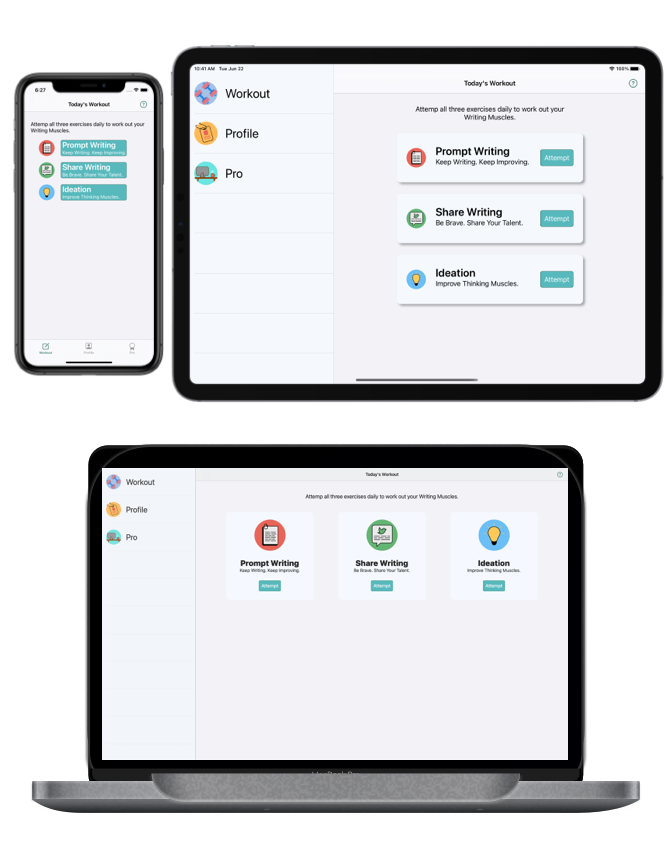 6:27
Today's Workout
?
Attemp all three exercises daily to work out your
Writing Muscles.
Prompt Writing
Keep Writing. Keep Improving.
Share Writing
Be Brave. Share Your Talent.
Ideation
Improve Thinking Muscles.
Workout
Profile
Pro
10:41 AM Tue Jun 22
100%
Workout
Profile
Pro
Today's Workout
?
Attemp all three exercises daily to work out your
Writing Muscles.
Prompt Writing
Keep Writing. Keep Improving.
Attempt
Share Writing
Be Brave. Share Your Talent.
Attempt
Ideation
Improve Thinking Muscles.
Attempt
Workout
Profile
Pro
Today's Workout
?
Attemp all three exercises daily to work out your Writing Muscles.
Prompt Writing
Keep Writing. Keep Improving.
Attempt
Share Writing
Be Brave. Share Your Talent.
Attempt
Ideation
Improve Thinking Muscles.
Attempt